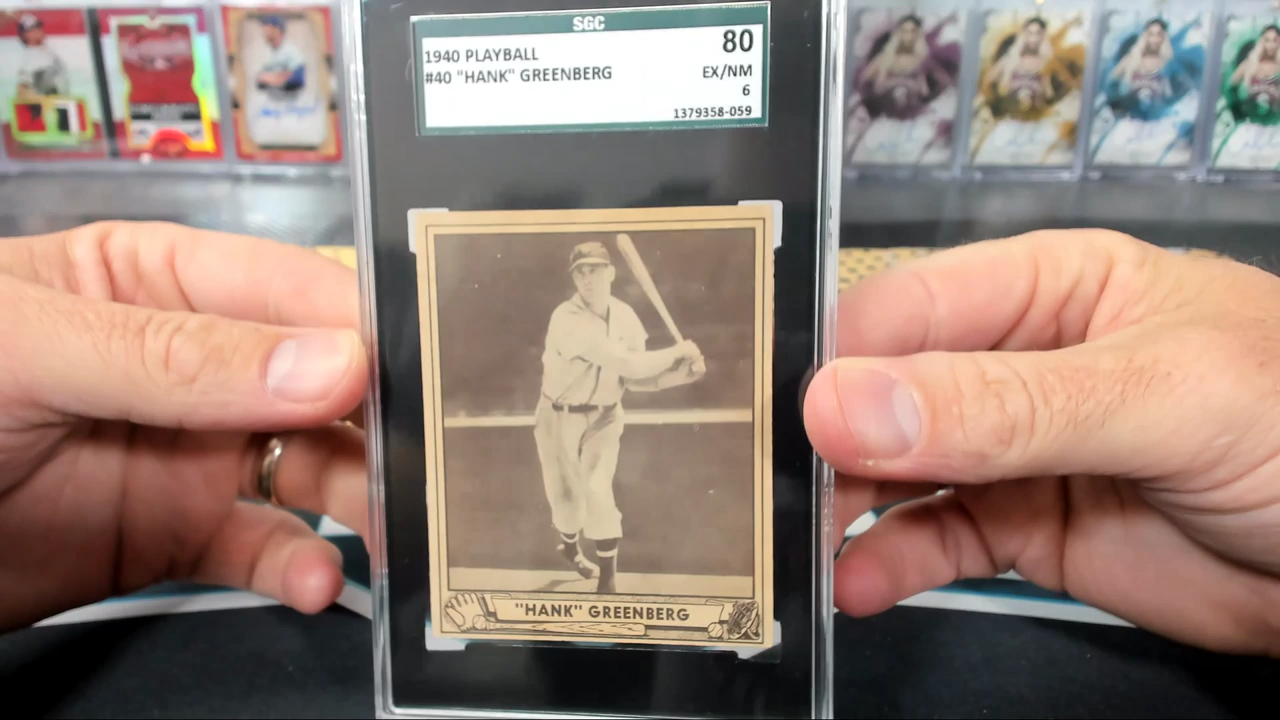 SGC
1940 PLAYBALL
80
#40 "HANK" GREENBERG
EX/NM
6
1379358-059
"HANK" GREENBERG